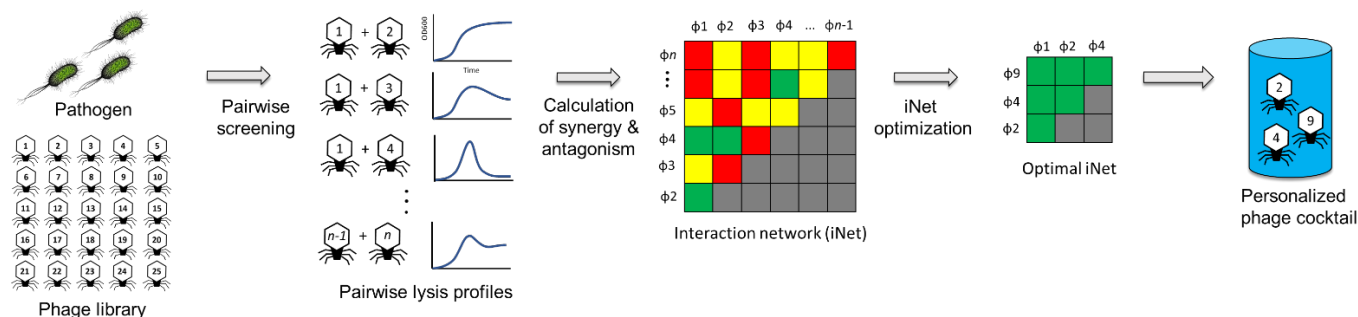 Pathogen
1 2 3 4 5
6 7 8 9 10
11 12 13 14 15
16 17 18 19 20
21 22 23 24 25
Phage library
Pairwise
screening
1 + 2
OD600
Time
1 + 3
1 + 4
n-1 + n
Pairwise lysis profiles
Calculation
of synergy &
antagonism
ϕ1 ϕ2 ϕ3 ϕ4 ... ϕn-1
ϕn
⋮
ϕ5
ϕ4
ϕ3
ϕ2
Interaction network (iNet)
iNet
optimization
ϕ1 ϕ2 ϕ4
ϕ9
ϕ4
ϕ2
Optimal iNet
2
9
4
Personalized
phage cocktail